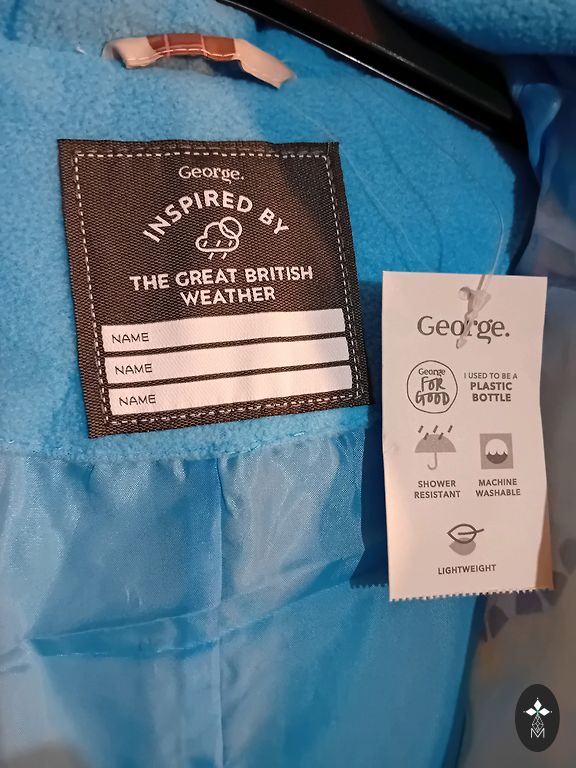 George.
INSPIRED BY
THE GREAT BRITISH
WEATHER
NAME
NAME
NAME
George.
George
FOR
GOOD
I USED TO BE A
PLASTIC
BOTTLE
SHOWER
RESISTANT
MACHINE
WASHABLE
LIGHTWEIGHT
M